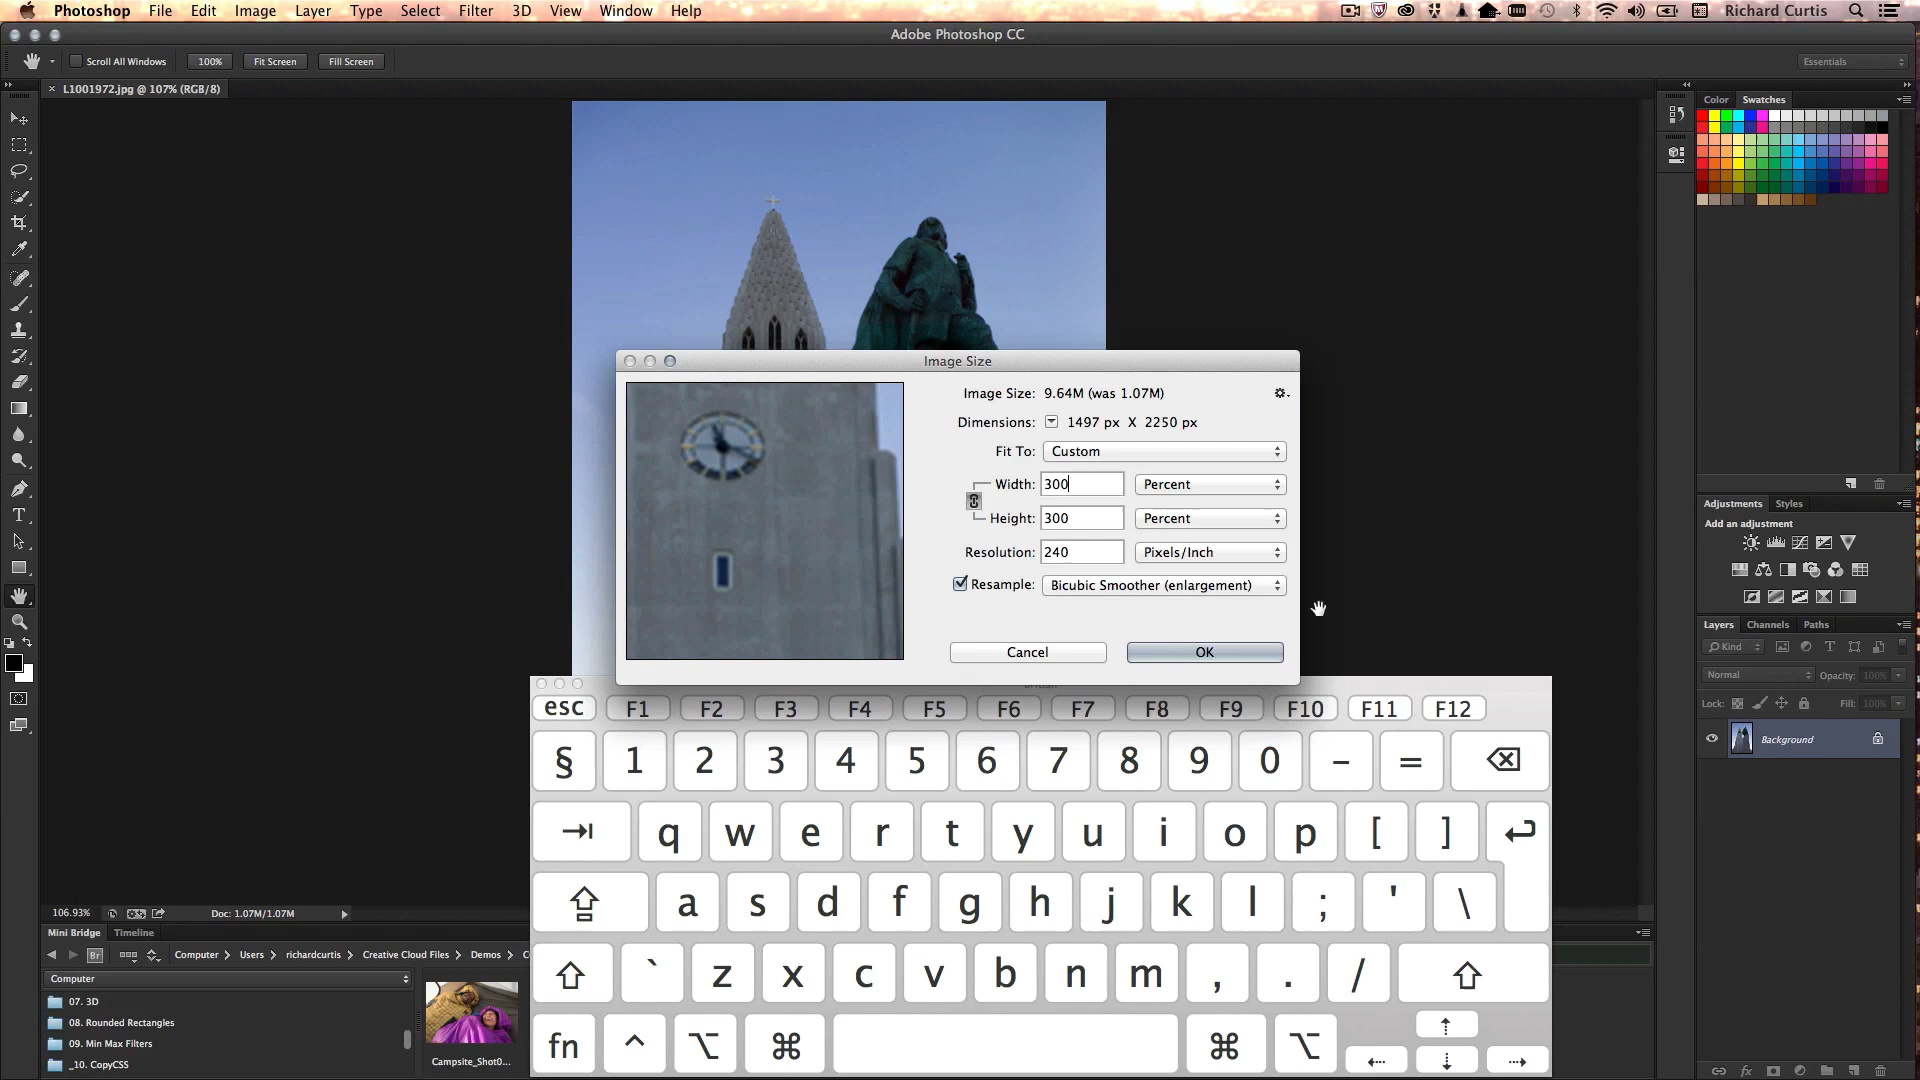 Photoshop File Edit Image Layer Type Select Filter 3D View Window Help Richard Curtis
Adobe Photoshop CC
Scroll All Windows 100% Fit Screen Fill Screen Essentials
× L1001972.jpg @ 107% (RGB/8)
Color Swatches
Image Size
Image Size: 9.64M (was 1.07M)
Dimensions: 1497 px X 2250 px
Fit To: Custom
Width: 300 Percent
Height: 300 Percent
Resolution: 240 Pixels/Inch
Resample: Bicubic Smoother (enlargement)
Cancel OK
Adjustments Styles
Add an adjustment
Layers Channels Paths
Kind
Normal Opacity: 100%
Lock: Fill: 100%
Background
esc F1 F2 F3 F4 F5 F6 F7 F8 F9 F10 F11 F12
§ 1 2 3 4 5 6 7 8 9 0 - =
q w e r t y u i o p [ ]
a s d f g h j k l ; ' \
` z x c v b n m , . /
fn ^ ⌥ ⌘ ⌘ ⌥
106.93% Doc: 1.07M/1.07M
Mini Bridge Timeline
Br Computer Users richardcurtis Creative Cloud Files Demos
Computer
07. 3D
08. Rounded Rectangles
09. Min Max Filters
_10. CopyCSS
Campsite_Shot0...
fx